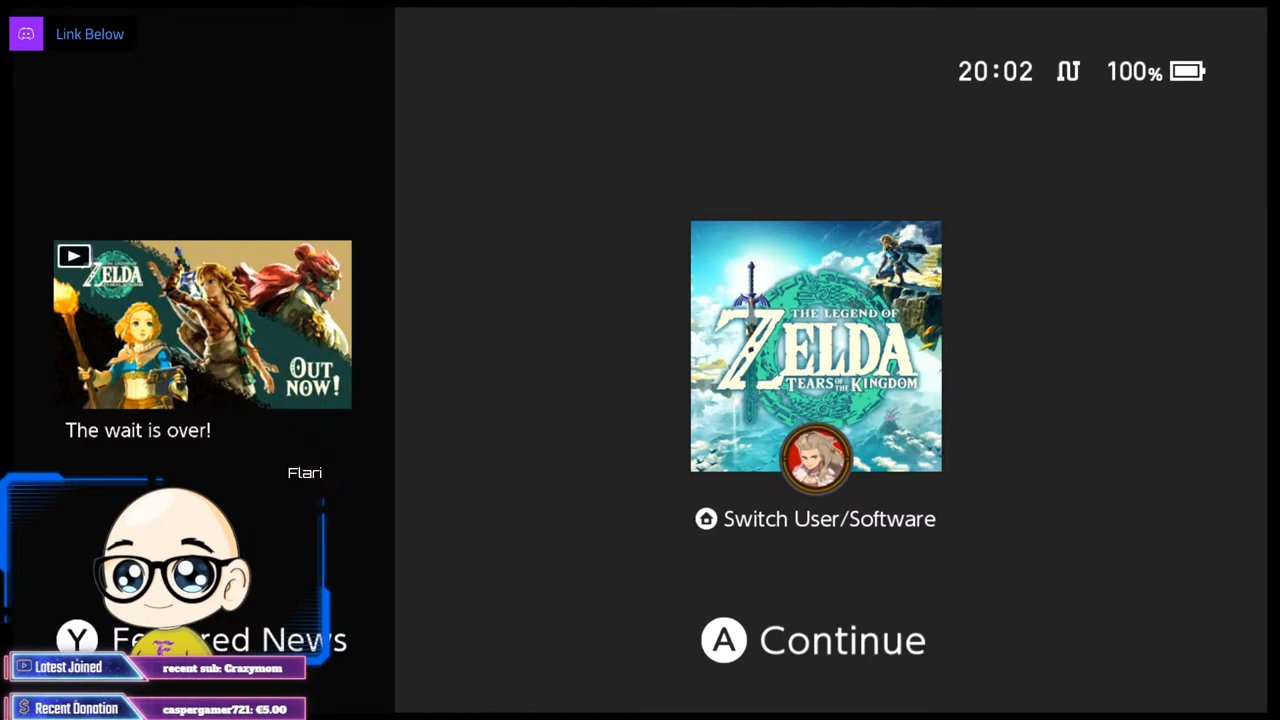 Link Below
20:02
100%
THE LEGEND OF
ZELDA
TEARS OF THE KINGDOM
ZELDA
OUT
NOW!
The wait is over!
Flari
Switch User/Software
Y
A Continue
Latest Joined
recent sub: Crazymom
Recent Donation
caspergamer721: €5.00